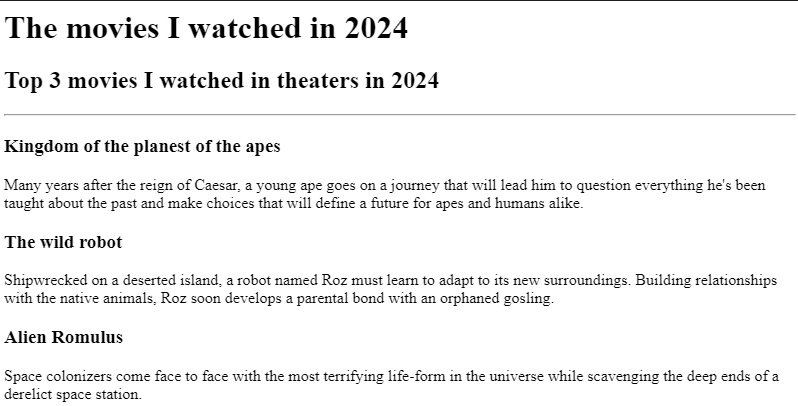 The movies I watched in 2024
Top 3 movies I watched in theaters in 2024
Kingdom of the planest of the apes
Many years after the reign of Caesar, a young ape goes on a journey that will lead him to question everything he's been
taught about the past and make choices that will define a future for apes and humans alike.
The wild robot
Shipwrecked on a deserted island, a robot named Roz must learn to adapt to its new surroundings. Building relationships
with the native animals, Roz soon develops a parental bond with an orphaned gosling.
Alien Romulus
Space colonizers come face to face with the most terrifying life-form in the universe while scavenging the deep ends of a
derelict space station.